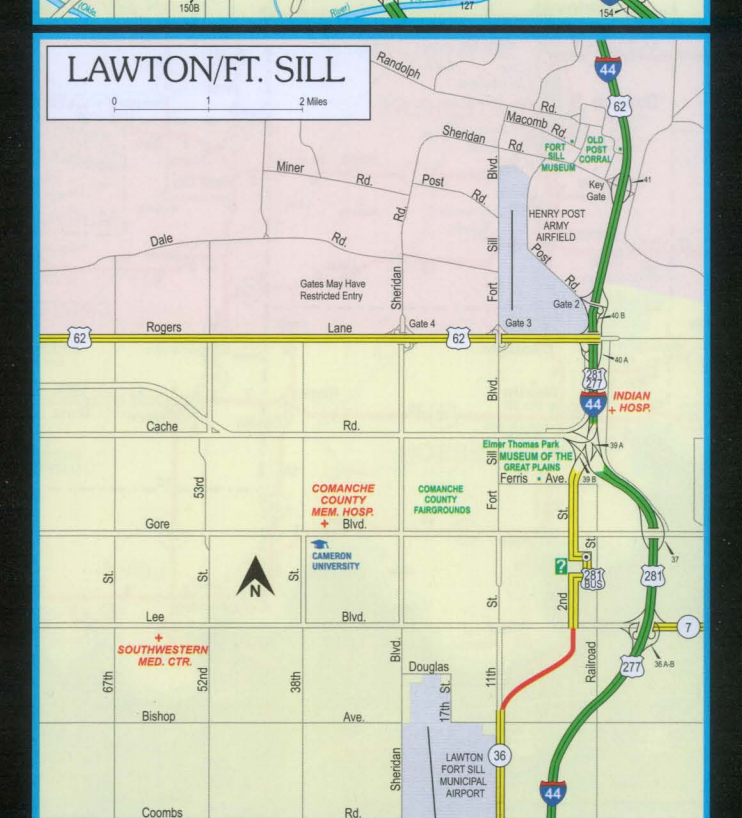 (Okla.
150B
River)
127
154
LAWTON/FT. SILL
0 1 2 Miles
Randolph
Rd.
44
62
Macomb Rd.
Sheridan Rd.
FORT
SILL
MUSEUM
OLD
POST
CORRAL
Miner Rd.
Post Rd.
Blvd.
Key
Gate
41
Rd.
HENRY POST
ARMY
AIRFIELD
Dale Rd.
Sill
Post Rd.
Gates May Have
Restricted Entry
Sheridan
Fort
Gate 2
40 B
Rogers Lane
Gate 4
Gate 3
62
62
40 A
281
277
Blvd.
44
INDIAN
HOSP.
Cache Rd.
Elmer Thomas Park
39 A
MUSEUM OF THE
GREAT PLAINS
Sill
Ferris Ave.
39 B
53rd
COMANCHE
COUNTY
MEM. HOSP.
COMANCHE
COUNTY
FAIRGROUNDS
Fort
St.
Gore Blvd.
CAMERON
UNIVERSITY
St.
37
?
St.
St.
N
St.
281
BUS
281
St.
2nd
Lee Blvd.
7
SOUTHWESTERN
MED. CTR.
Blvd.
Railroad
36 A-B
67th
52nd
38th
Douglas
11th
277
17th St.
Bishop Ave.
Sheridan
LAWTON
FORT SILL
MUNICIPAL
AIRPORT
36
44
Coombs Rd.